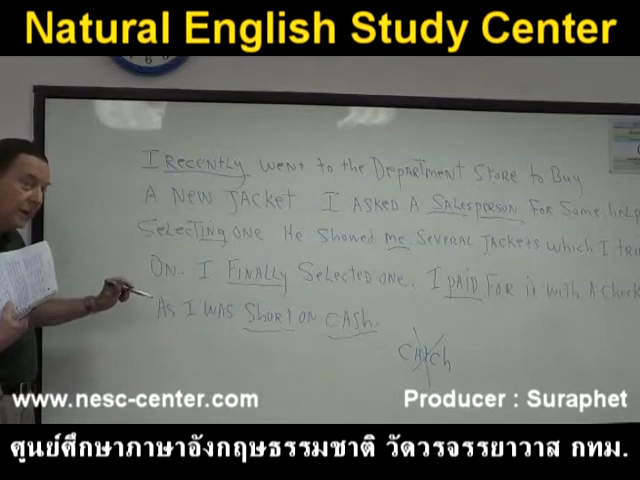 Natural English Study Center
I RECENTLY went to the DEPARTMENT STORE to Buy
A NEW JACKET I ASKED A SALESPERSON FOR Some help
SELECTING ONE He Showed me Several JACKETS which I
ON. I FINALLY Selected one. I PAID FOR it with A Check
AS I WAS Short ON CASH.
www.nesc-center.com
Producer : Suraphet
ศูนย์ศึกษาภาษาอังกฤษธรรมชาติ วัดวรจรรยาวาส กทม.